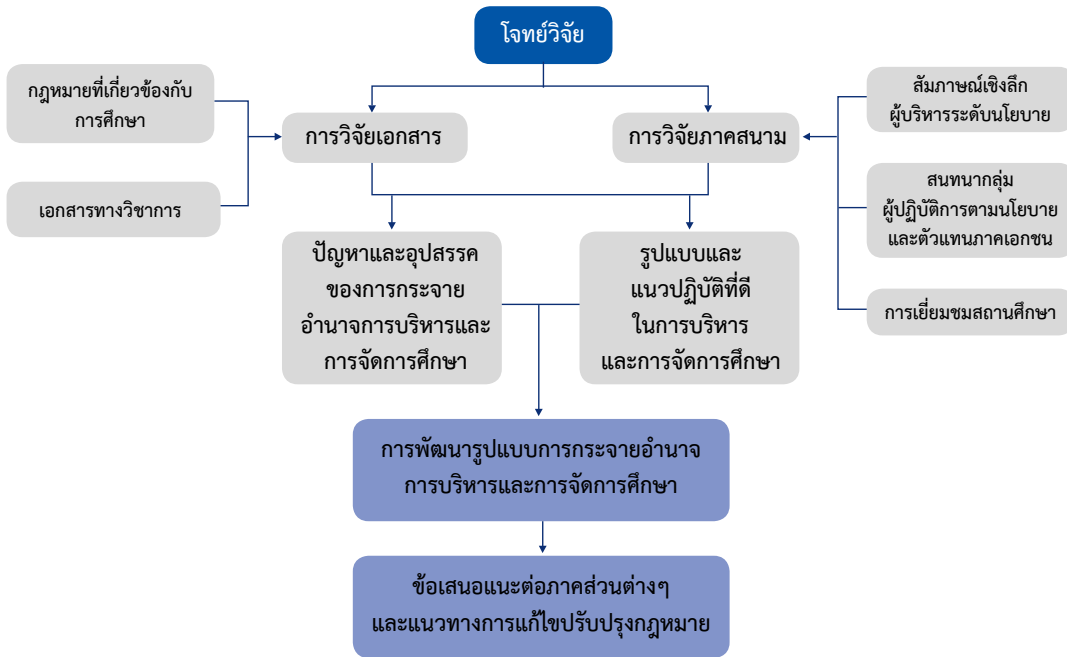 โจทย์วิจัย
กฎหมายที่เกี่ยวข้องกับ
การศึกษา
เอกสารทางวิชาการ
การวิจัยเอกสาร
การวิจัยภาคสนาม
สัมภาษณ์เชิงลึก
ผู้บริหารระดับนโยบาย
สนทนากลุ่ม
ผู้ปฏิบัติการตามนโยบาย
และตัวแทนภาคเอกชน
การเยี่ยมชมสถานศึกษา
ปัญหาและอุปสรรค
ของการกระจาย
อำนาจการบริหารและ
การจัดการศึกษา
รูปแบบและ
แนวปฏิบัติที่ดี
ในการบริหาร
และการจัดการศึกษา
การพัฒนารูปแบบการกระจายอำนาจ
การบริหารและการจัดการศึกษา
ข้อเสนอแนะต่อภาคส่วนต่างๆ
และแนวทางการแก้ไขปรับปรุงกฎหมาย